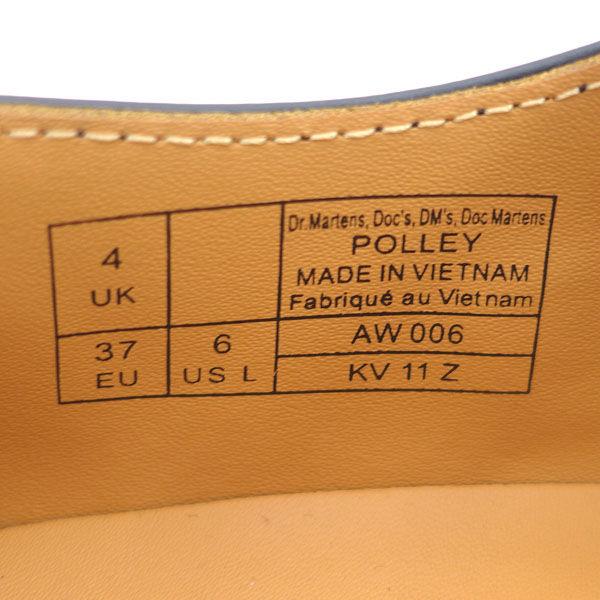 4
UK
37
EU
6
US L
Dr. Martens, Doc's, DM's, Doc Martens
POLLEY
MADE IN VIETNAM
Fabriqué au Vietnam
AW 006
KV 11 Z